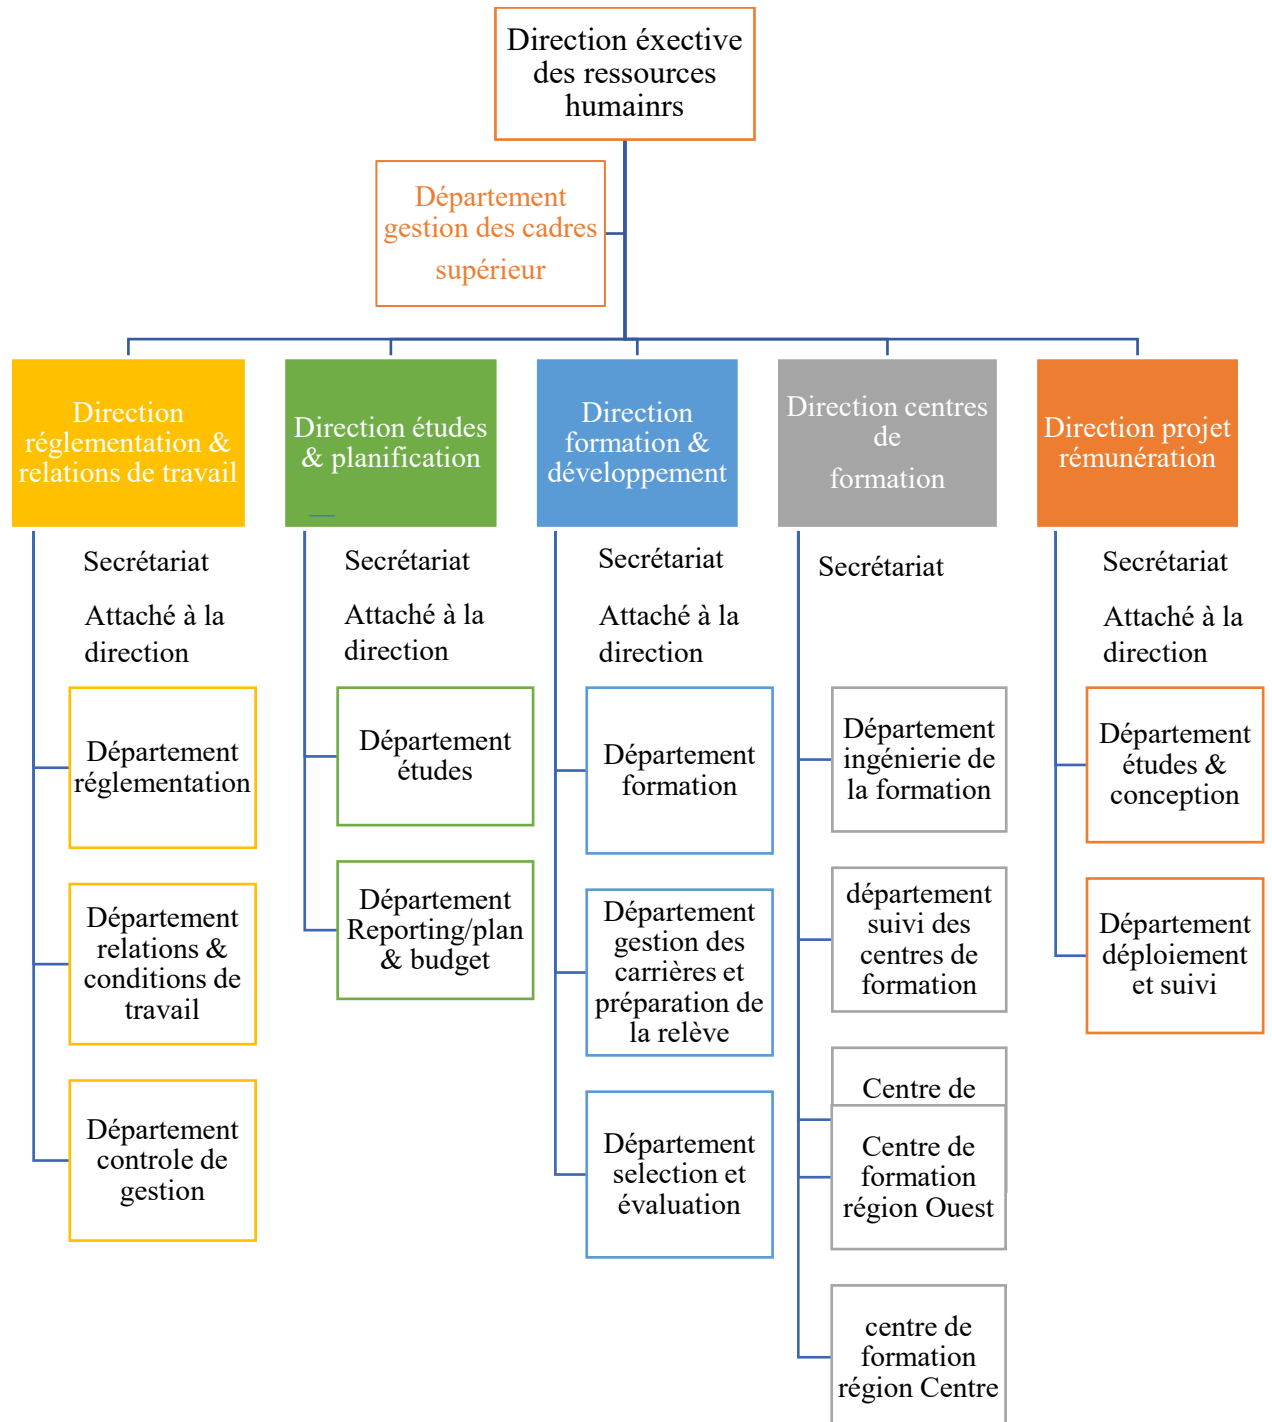 Direction éxective
des ressources
humainrs
Département
gestion des cadres
supérieur
Direction
réglementation &
relations de travail
Direction études
& planification
Direction
formation &
développement
Direction centres
de
formation
Direction projet
rémunération
Secrétariat
Attaché à la
direction
Département
réglementation
Département
relations &
conditions de
travail
Département
controle de
gestion
Secrétariat
Attaché à la
direction
Département
études
Département
Reporting/plan
& budget
Secrétariat
Attaché à la
direction
Département
formation
Département
gestion des
carrières et
préparation de
la relève
Département
selection et
évaluation
Secrétariat
Département
ingénierie de
la formation
département
suivi des
centres de
formation
Centre de
Centre de
formation
région Ouest
centre de
formation
région Centre
Secrétariat
Attaché à la
direction
Département
études &
conception
Département
déploiement
et suivi